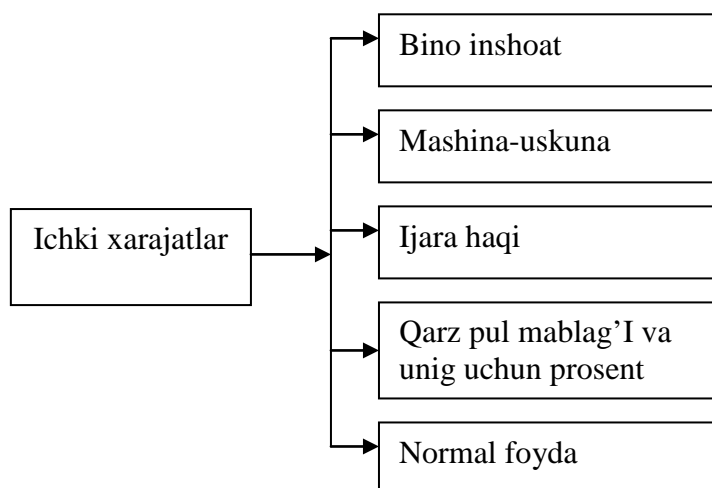 Bino inshoat
Mashina-uskuna
Ichki xarajatlar
Ijara haqi
Qarz pul mablag’I va
unig uchun prosent
Normal foyda